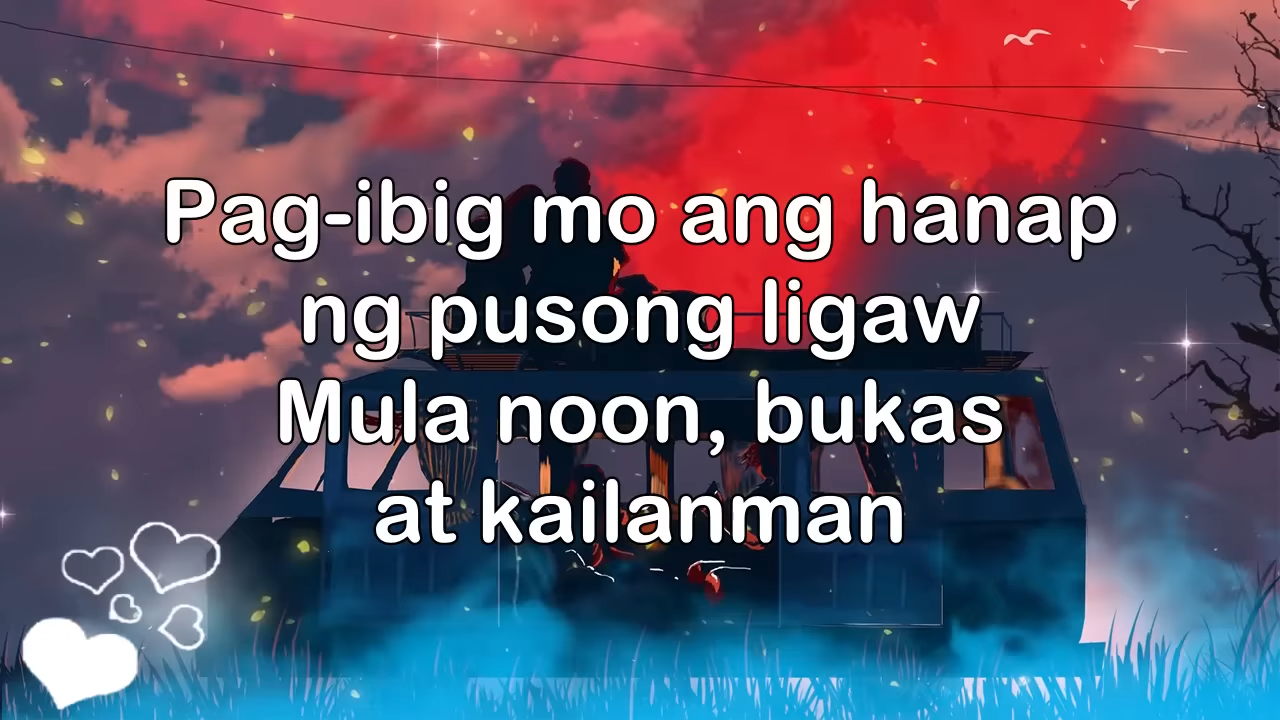 Pag-ibig mo ang hanap
ng pusong ligaw
Mula noon, bukas
at kailanman